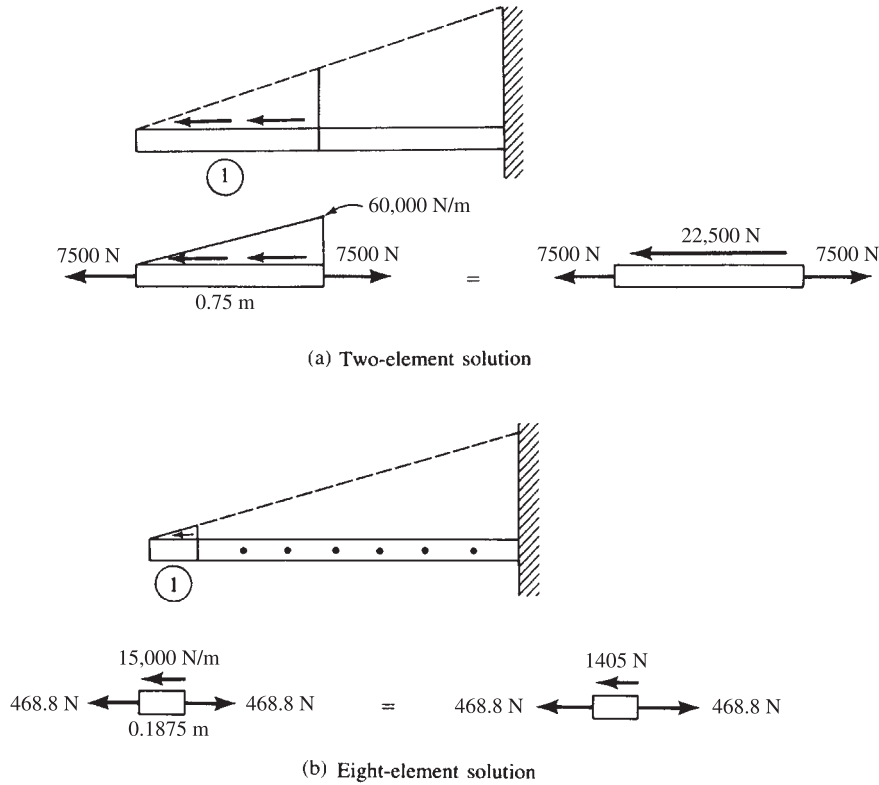 1
60,000 N/m
7500 N
7500 N
0.75 m
=
7500 N
22,500 N
7500 N
(a) Two-element solution
1
15,000 N/m
468.8 N
468.8 N
0.1875 m
=
1405 N
468.8 N
468.8 N
(b) Eight-element solution